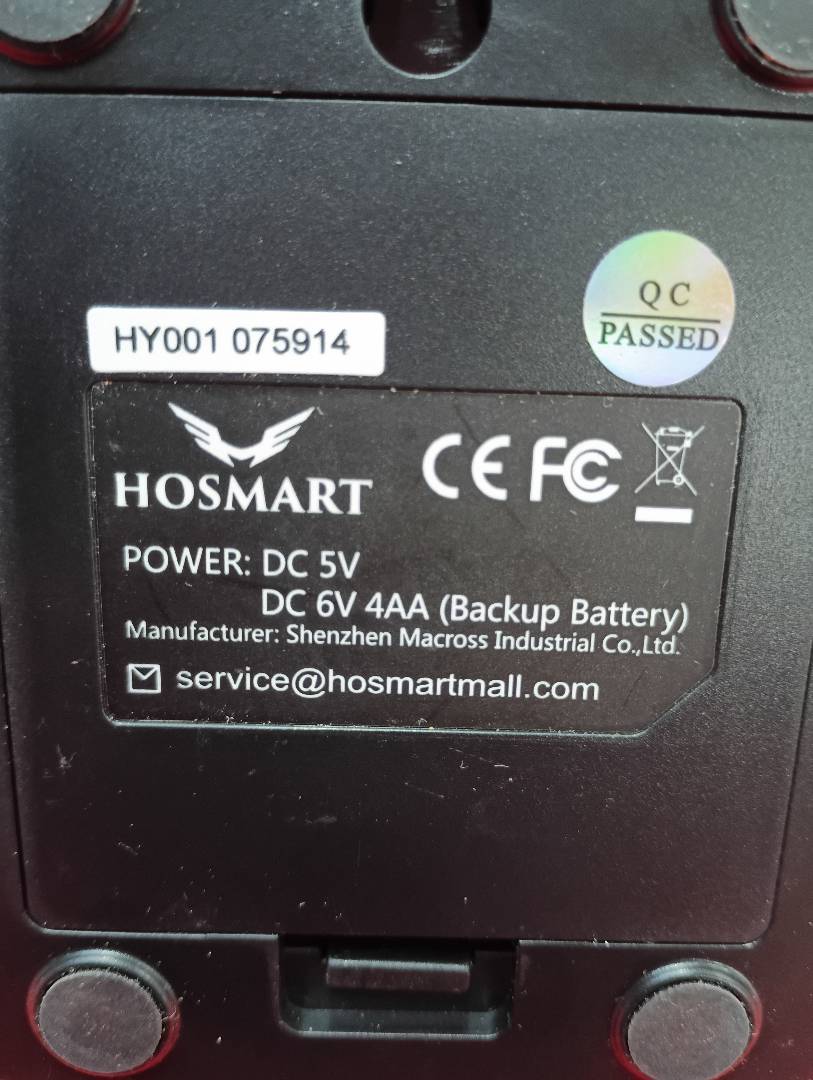 QC
PASSED
HY001 075914
HOSMART
CE FC
POWER: DC 5V
DC 6V 4AA (Backup Battery)
Manufacturer: Shenzhen Macross Industrial Co.,Ltd.
service@hosmartmall.com